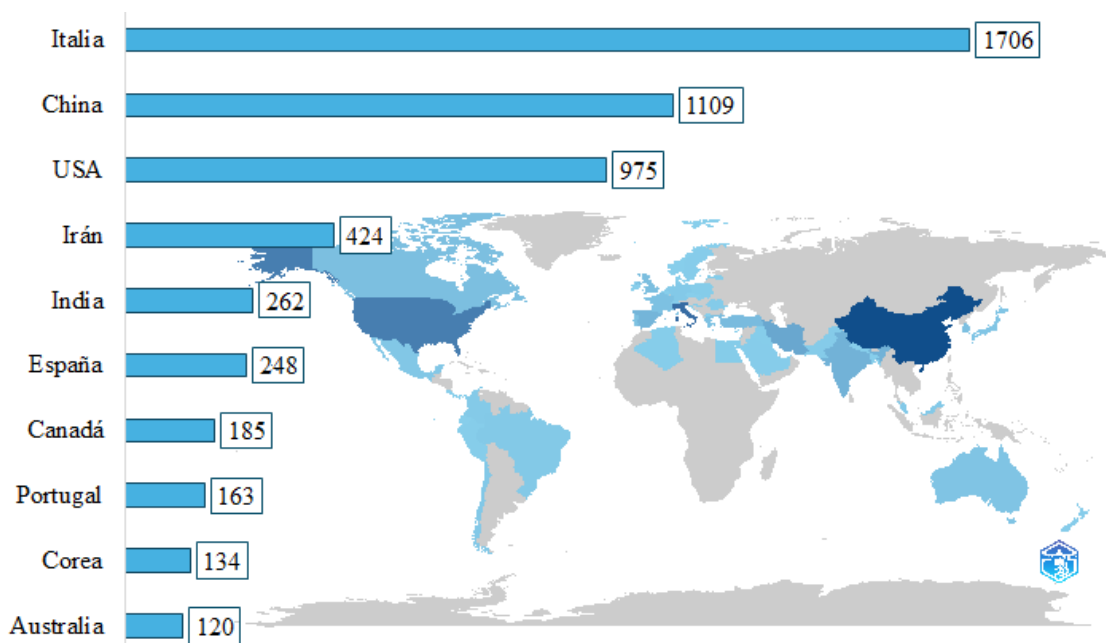 Italia 1706
China 1109
USA 975
Irán 424
India 262
España 248
Canadá 185
Portugal 163
Corea 134
Australia 120